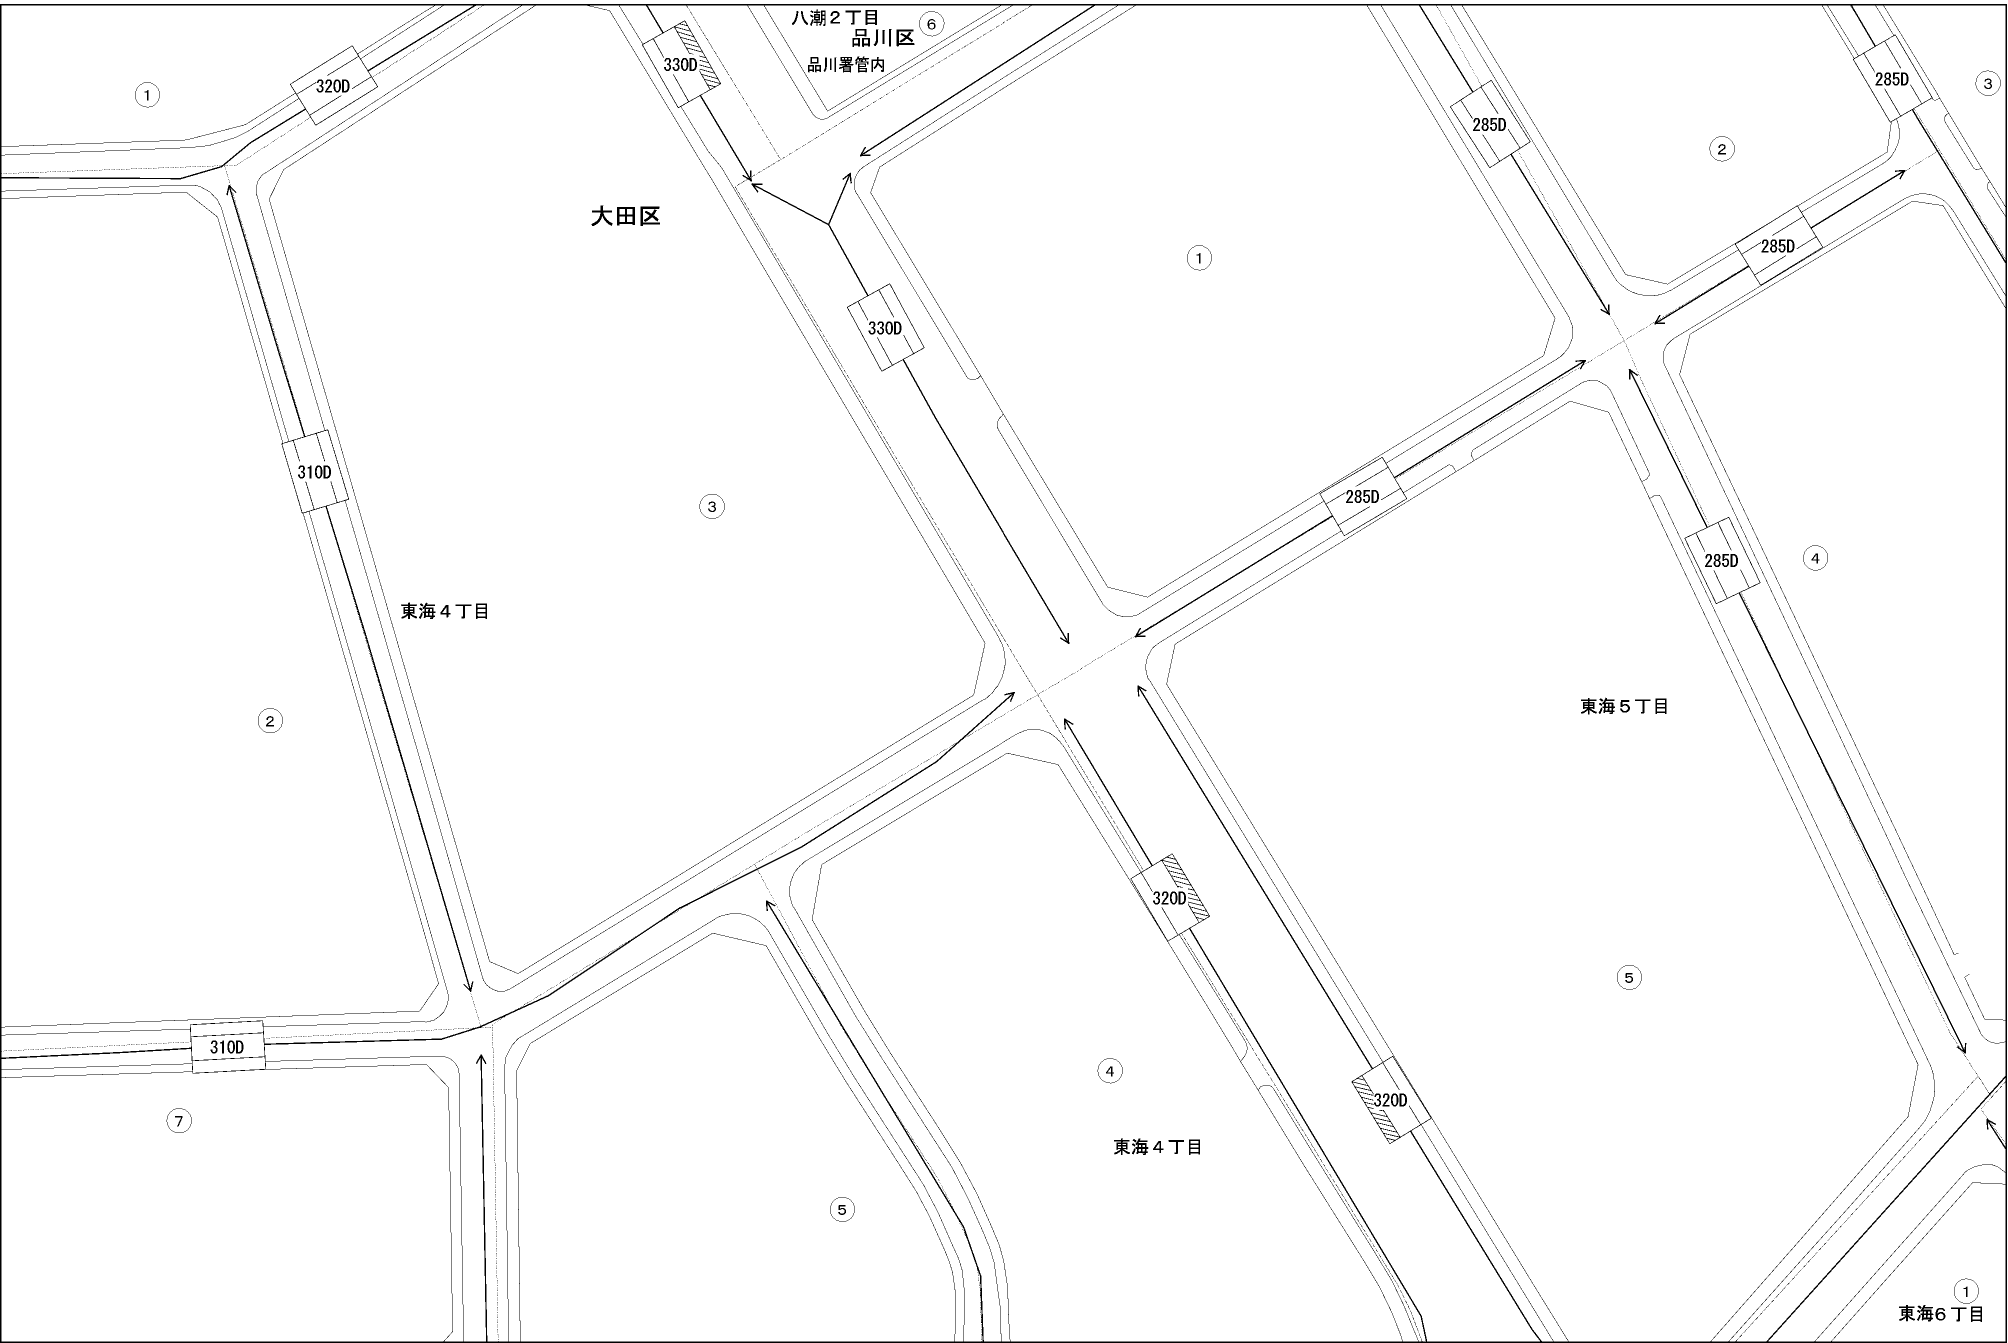 八潮２丁目
⑥
品川区
品川署管内
330D
320D
①
285D
③
285D
②
大田区
285D
①
330D
310D
285D
③
285D
④
東海４丁目
東海５丁目
②
320D
⑤
310D
④
320D
⑦
東海４丁目
⑤
①
東海６丁目